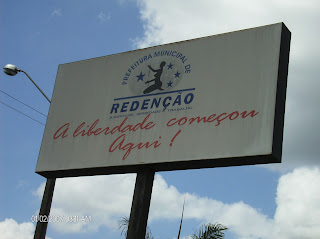 PREFEITURA MUNICIPAL DE
REDENÇÃO
A liberdade começou
Aqui !